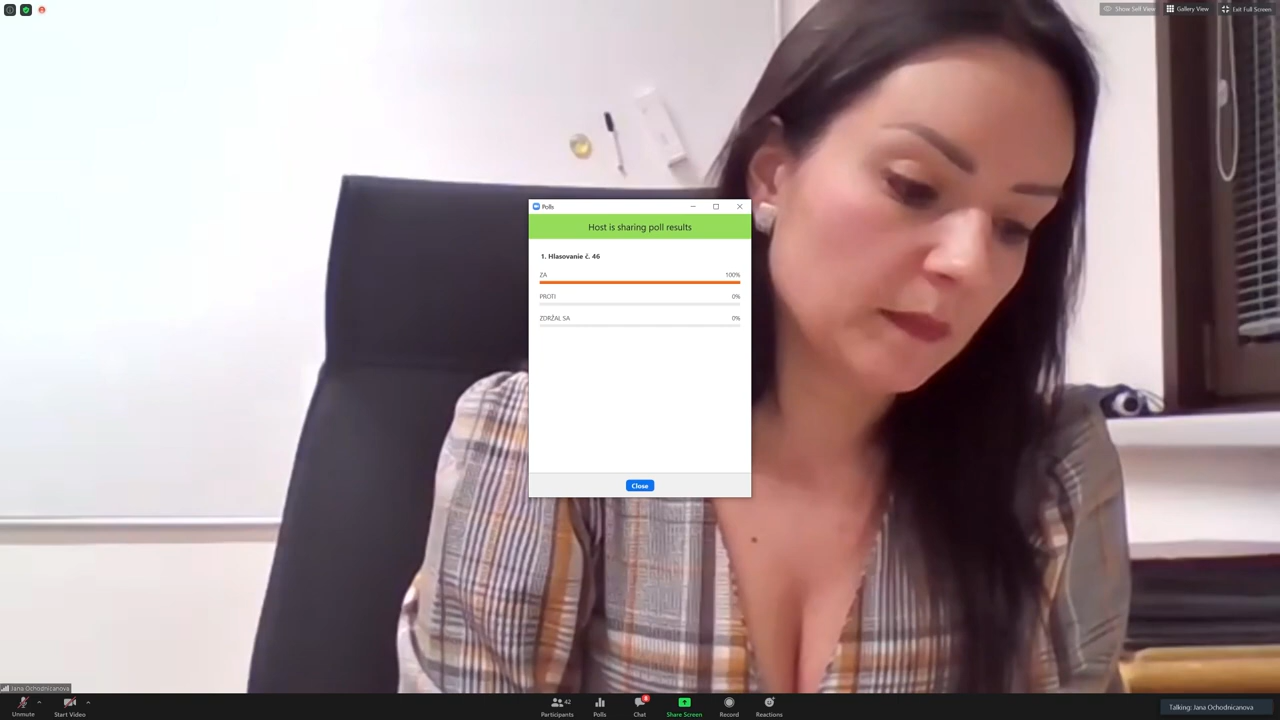 Show Self View
Gallery View
Exit Full Screen
Polls
Host is sharing poll results
1. Hlasovanie č. 46
ZA 100%
PROTI 0%
ZDRŽAL SA 0%
Close
Jana Ochodnicanova
Unmute
Start Video
Participants 42
Polls
Chat 8
Share Screen
Record
Reactions
Talking: Jana Ochodnicanova